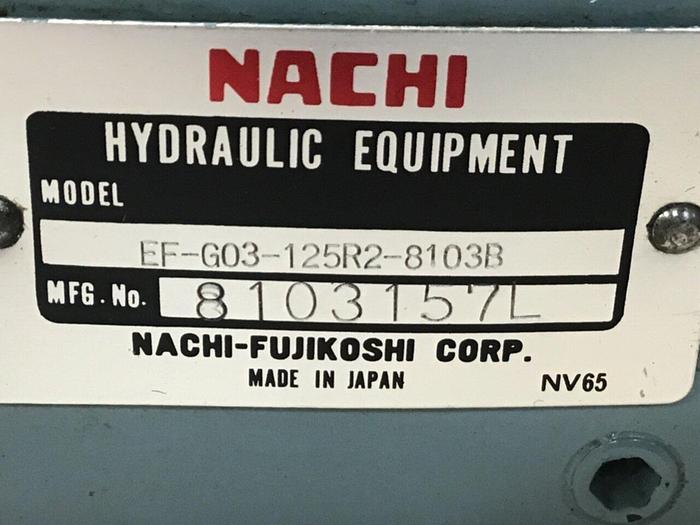 NACHI
HYDRAULIC EQUIPMENT
MODEL
EF-G03-125R2-8103B
MFG. No. 8103157L
NACHI-FUJIKOSHI CORP.
MADE IN JAPAN NV65